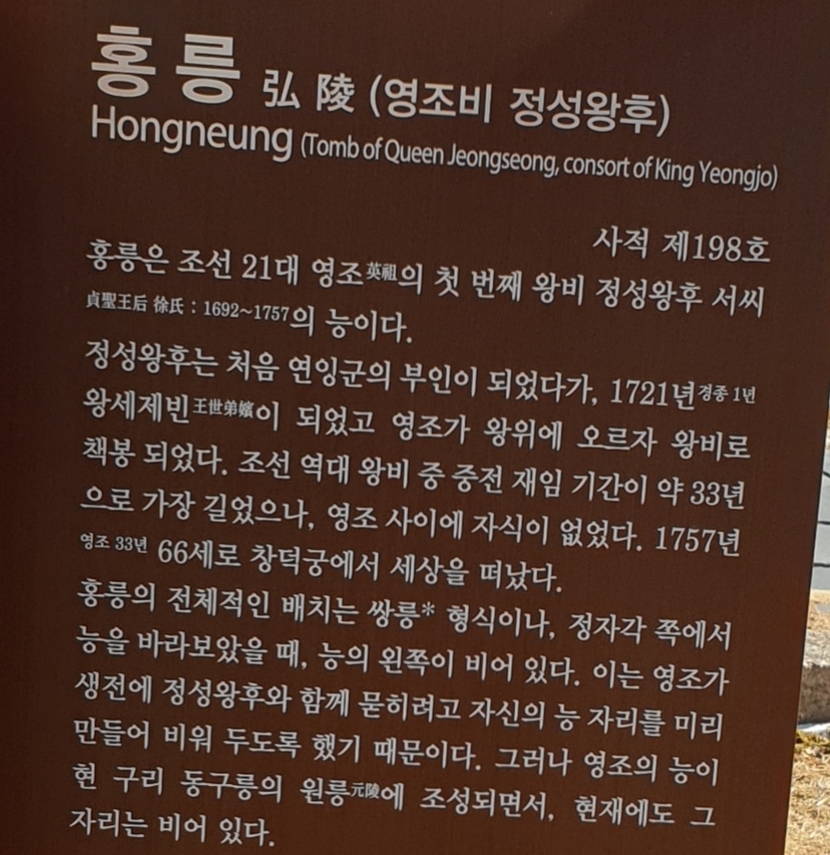 홍릉 弘陵 (영조비 정성왕후)
Hongneung (Tomb of Queen Jeongseong, consort of King Yeongjo)
사적 제198호
홍릉은 조선 21대 영조英祖의 첫 번째 왕비 정성왕후 서씨
貞聖王后 徐氏 : 1692~1757의 능이다.
정성왕후는 처음 연잉군의 부인이 되었다가, 1721년경종 1년
왕세제빈王世弟嬪이 되었고 영조가 왕위에 오르자 왕비로
책봉 되었다. 조선 역대 왕비 중 중전 재임 기간이 약 33년
으로 가장 길었으나, 영조 사이에 자식이 없었다. 1757년
영조 33년 66세로 창덕궁에서 세상을 떠났다.
홍릉의 전체적인 배치는 쌍릉* 형식이나, 정자각 쪽에서
능을 바라보았을 때, 능의 왼쪽이 비어 있다. 이는 영조가
생전에 정성왕후와 함께 묻히려고 자신의 능 자리를 미리
만들어 비워 두도록 했기 때문이다. 그러나 영조의 능이
현 구리 동구릉의 원릉元陵에 조성되면서, 현재에도 그
자리는 비어 있다.